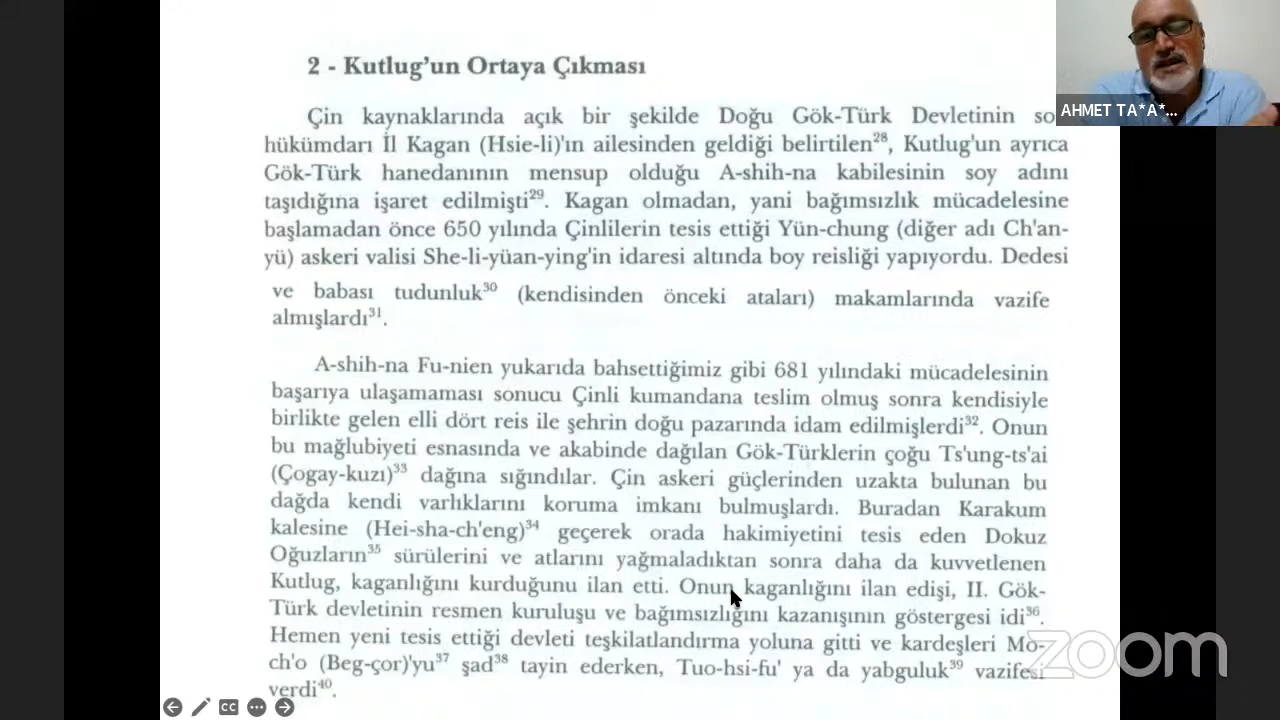 2 - Kutlug'un Ortaya Çıkması
Çin kaynaklarında açık bir şekilde Doğu Gök-Türk Devletinin so
hükümdarı İl Kagan (Hsie-li)'ın ailesinden geldiği belirtilen²⁸, Kutlug'un ayrıca
Gök-Türk hanedanının mensup olduğu A-shih-na kabilesinin soy adını
taşıdığına işaret edilmişti²⁹. Kagan olmadan, yani bağımsızlık mücadelesine
başlamadan önce 650 yılında Çinlilerin tesis ettiği Yün-chung (diğer adı Ch'an-
yü) askeri valisi She-li-yüan-ying'in idaresi altında boy reisliği yapıyordu. Dedesi
ve babası tudunluk³⁰ (kendisinden önceki ataları) makamlarında vazife
almışlardı³¹.
A-shih-na Fu-nien yukarıda bahsettiğimiz gibi 681 yılındaki mücadelesinin
başarıya ulaşamaması sonucu Çinli kumandana teslim olmuş sonra kendisiyle
birlikte gelen elli dört reis ile şehrin doğu pazarında idam edilmişlerdi³². Onun
bu mağlubiyeti esnasında ve akabinde dağılan Gök-Türklerin çoğu Ts'ung-ts'ai
(Çogay-kuzı)³³ dağına sığındılar. Çin askeri güçlerinden uzakta bulunan bu
dağda kendi varlıklarını koruma imkanı bulmuşlardı. Buradan Karakum
kalesine (Hei-sha-ch'eng)³⁴ geçerek orada hakimiyetini tesis eden Dokuz
Oğuzların³⁵ sürülerini ve atlarını yağmaladıktan sonra daha da kuvvetlenen
Kutlug, kaganlığını kurduğunu ilan etti. Onun kaganlığını ilan edişi, II. Gök-
Türk devletinin resmen kuruluşu ve bağımsızlığını kazanışının göstergesi idi³⁶.
Hemen yeni tesis ettiği devleti teşkilatlandırma yoluna gitti ve kardeşleri Mo-
ch'o (Beg-çor)'yu³⁷ şad³⁸ tayin ederken, Tuo-hsi-fu' ya da yabguluk³⁹ vazifesi
verdi⁴⁰.
AHMET TA*A*...
zoom
CC